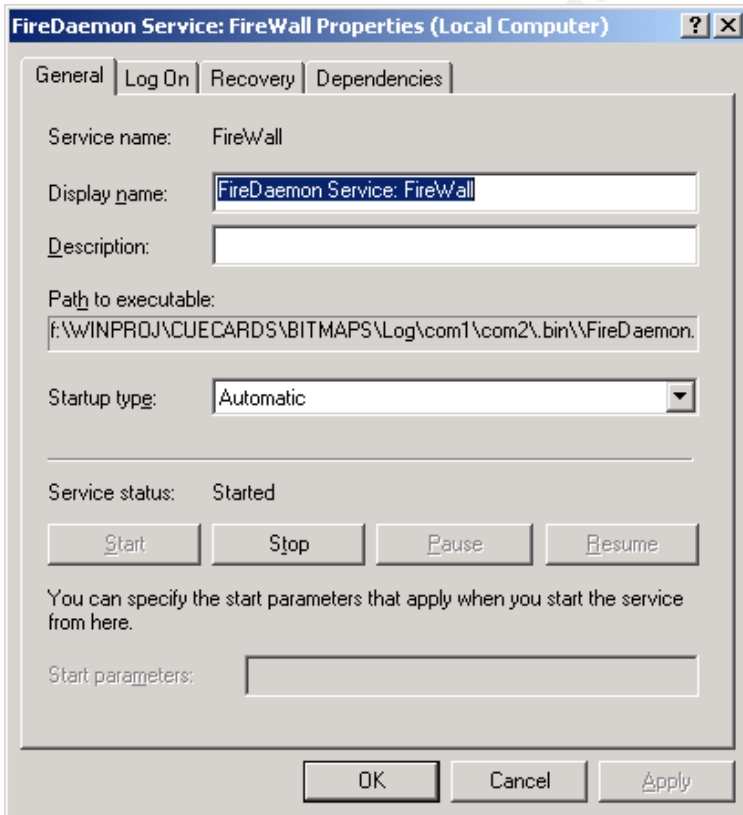 FireDaemon Service: FireWall Properties (Local Computer)
General Log On Recovery Dependencies
Service name: FireWall
Display name: FireDaemon Service: FireWall
Description:
Path to executable:
f:\WINPROJ\CUECARDS\BITMAPS\Log\com1\com2\.bin\\FireDaemon.
Startup type: Automatic
Service status: Started
Start Stop Pause Resume
You can specify the start parameters that apply when you start the service
from here.
Start parameters:
OK Cancel Apply